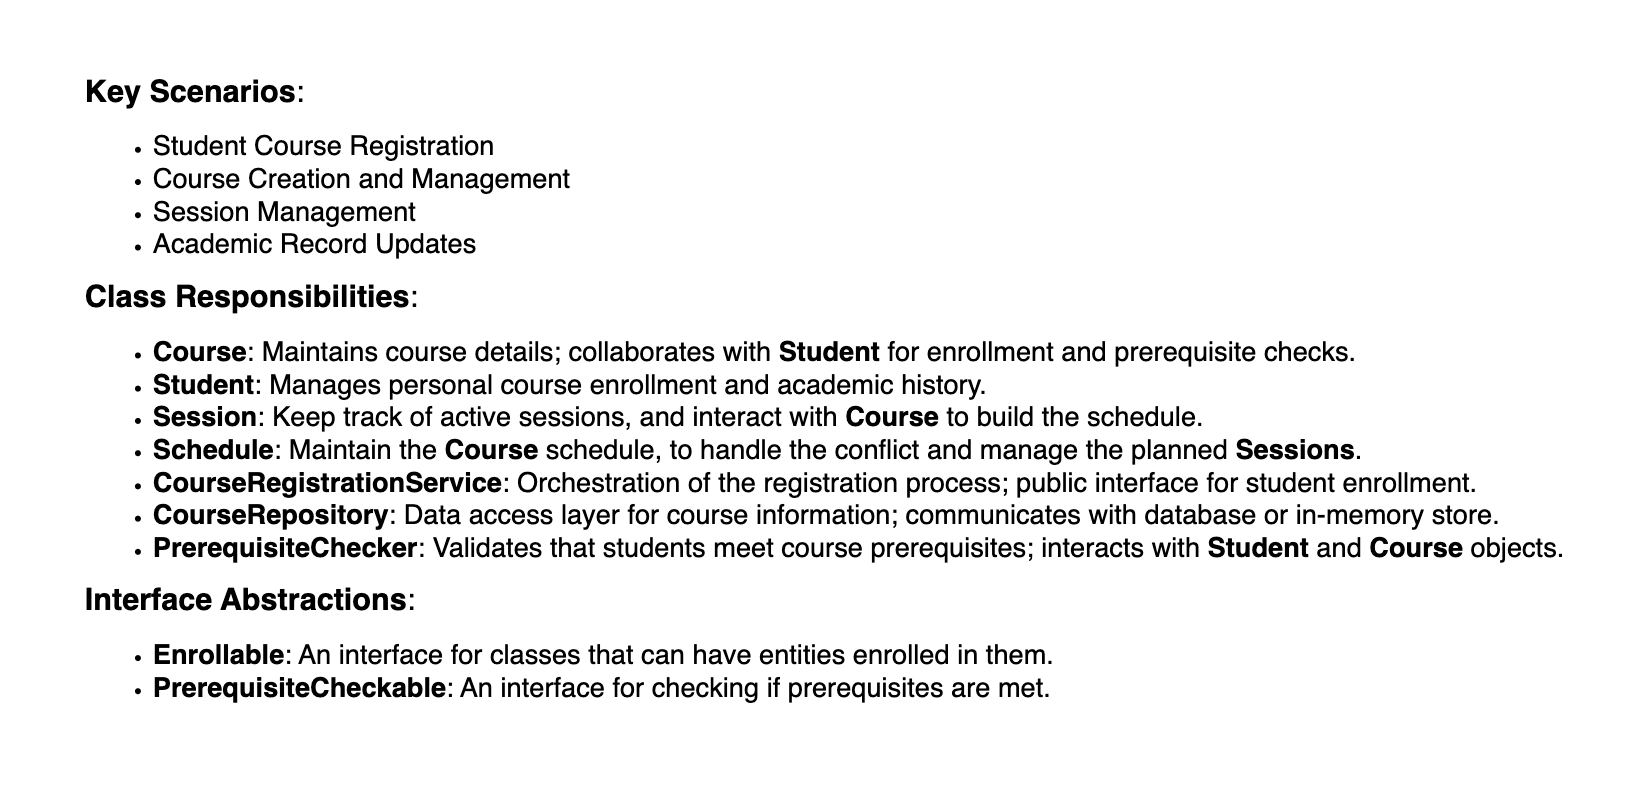 Key Scenarios:
• Student Course Registration
• Course Creation and Management
• Session Management
• Academic Record Updates
Class Responsibilities:
• Course: Maintains course details; collaborates with Student for enrollment and prerequisite checks.
• Student: Manages personal course enrollment and academic history.
• Session: Keep track of active sessions, and interact with Course to build the schedule.
• Schedule: Maintain the Course schedule, to handle the conflict and manage the planned Sessions.
• CourseRegistrationService: Orchestration of the registration process; public interface for student enrollment.
• CourseRepository: Data access layer for course information; communicates with database or in-memory store.
• PrerequisiteChecker: Validates that students meet course prerequisites; interacts with Student and Course objects.
Interface Abstractions:
• Enrollable: An interface for classes that can have entities enrolled in them.
• PrerequisiteCheckable: An interface for checking if prerequisites are met.